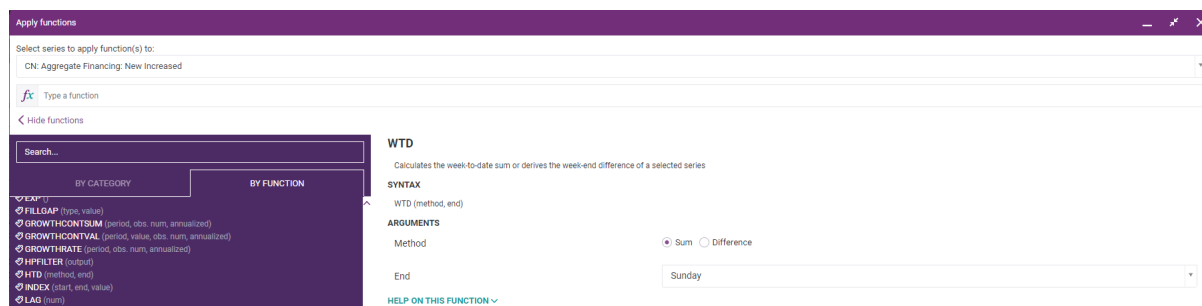 Apply functions
Select series to apply function(s) to:
CN: Aggregate Financing: New Increased
fx Type a function
Hide functions
Search...
BY CATEGORY
BY FUNCTION
EXP ()
FILLGAP (type, value)
GROWTHCONTSUM (period, obs. num, annualized)
GROWTHCONTVAL (period, value, obs. num, annualized)
GROWTHRATE (period, obs. num, annualized)
HPFILTER (output)
HTD (method, end)
INDEX (start, end, value)
LAG (num)
WTD
Calculates the week-to-date sum or derives the week-end difference of a selected series
SYNTAX
WTD (method, end)
ARGUMENTS
Method
Sum Difference
End
Sunday
HELP ON THIS FUNCTION